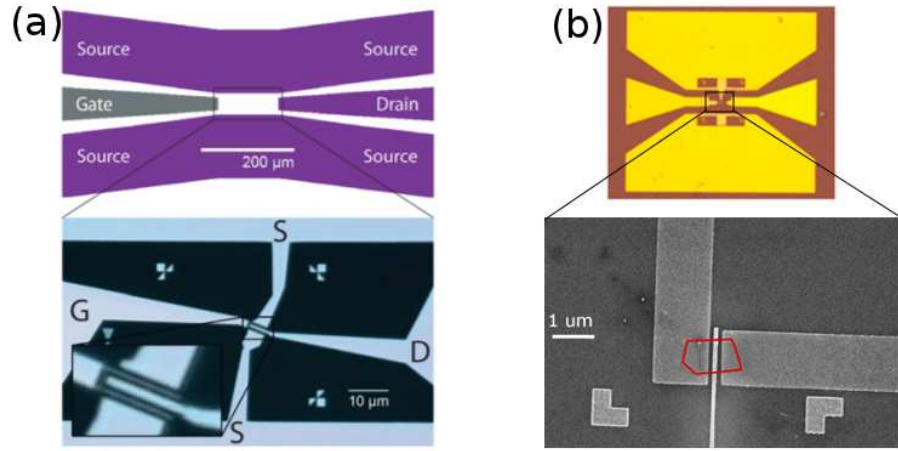 (a)
Source Source
Gate Drain
Source Source
200 µm
S
G
D
10 µm
S
(b)
1 um